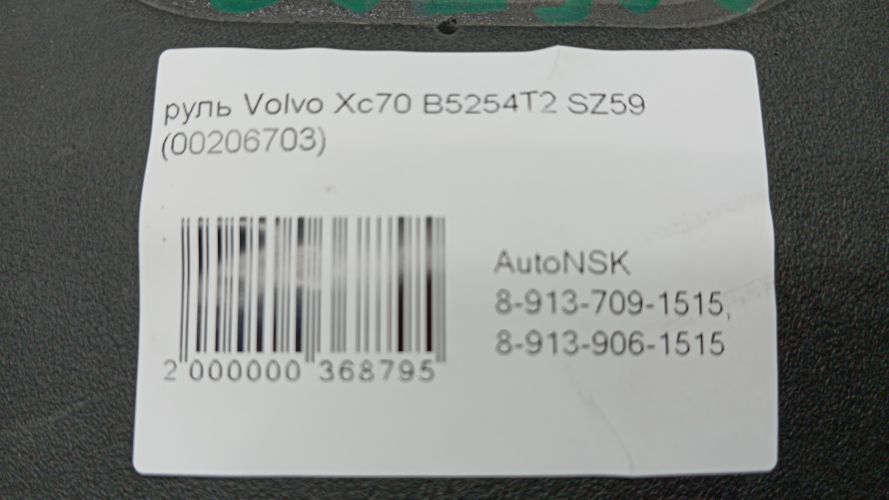 руль Volvo Xc70 B5254T2 SZ59
(00206703)
AutoNSK
8-913-709-1515,
8-913-906-1515
2 000000 368795